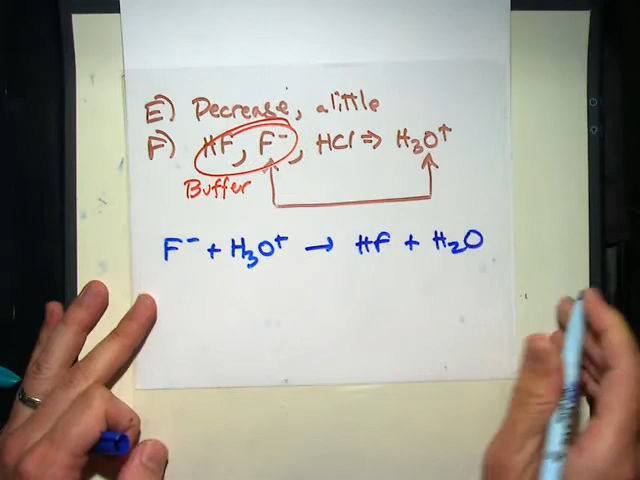 E) Decrease, a little
F) HF, F⁻, HCl ⇒ H₃O⁺
Buffer
F⁻ + H₃O⁺ → HF + H₂O